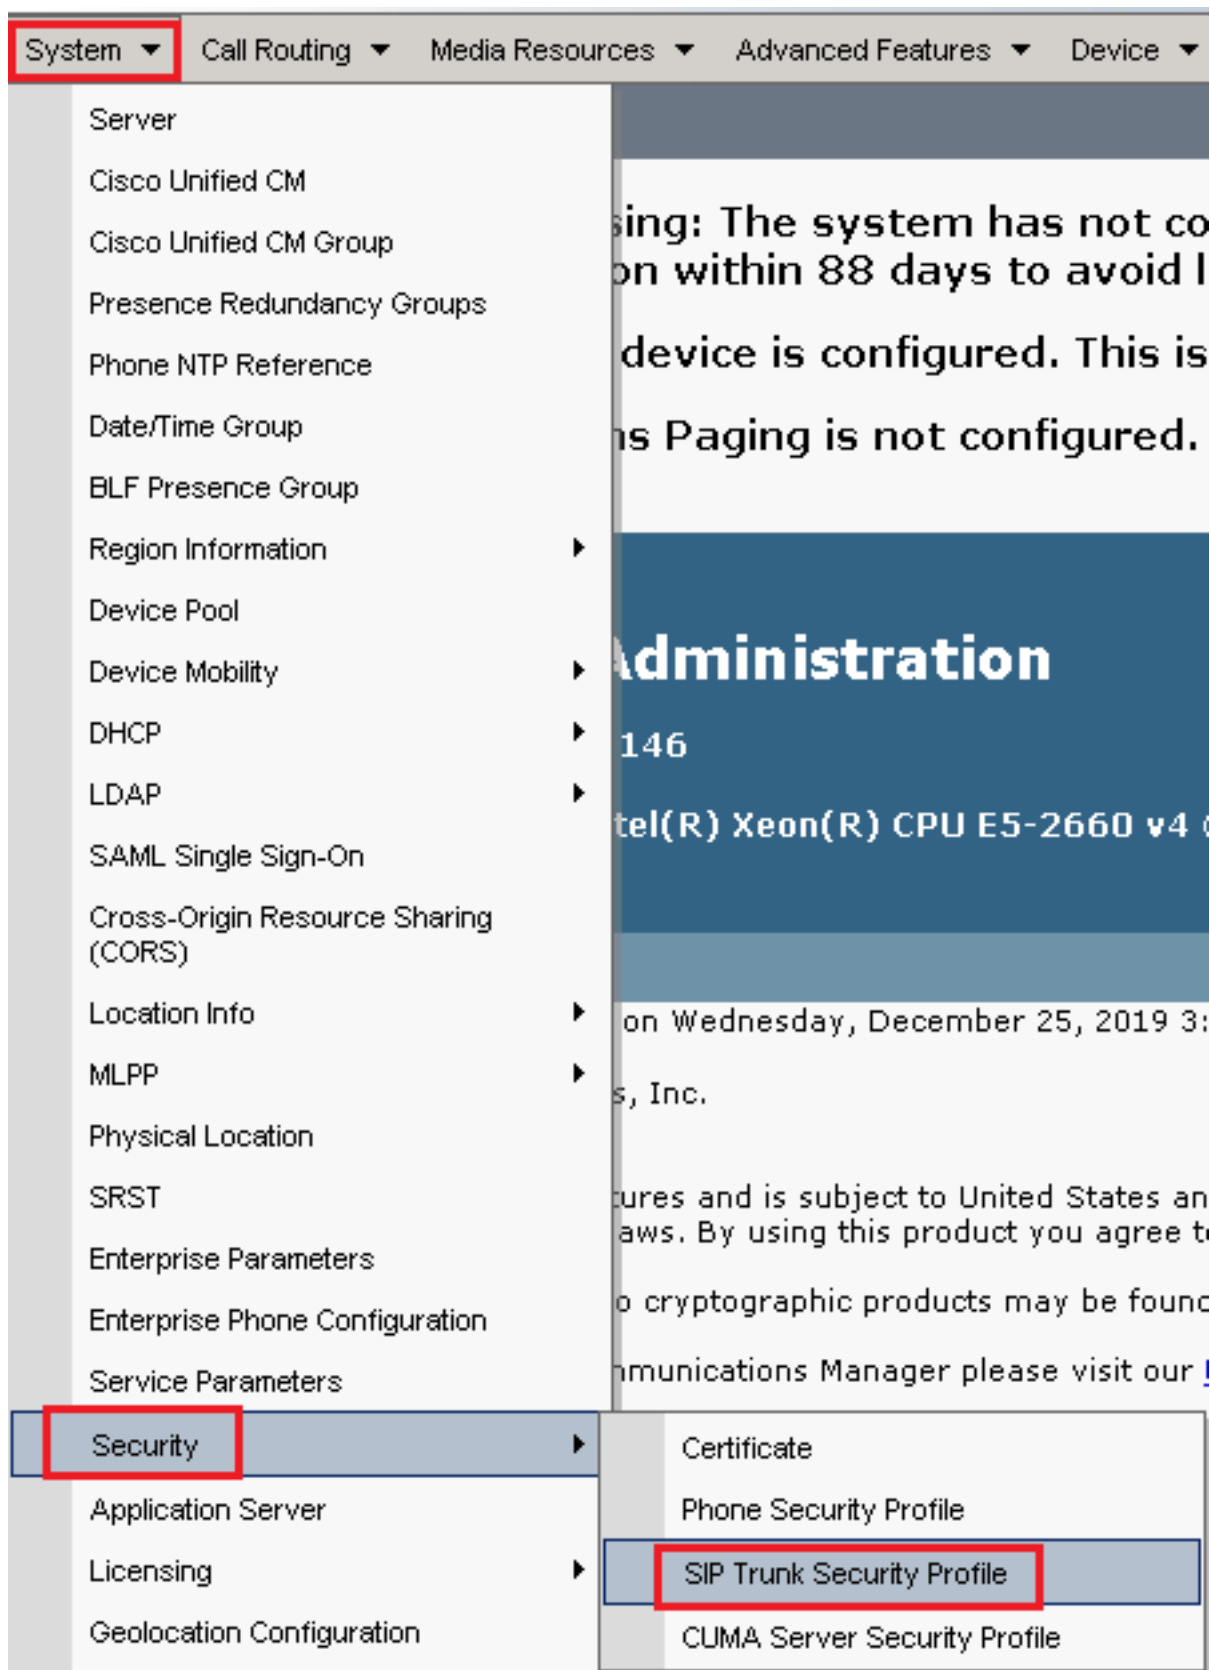 System Call Routing Media Resources Advanced Features Device
Server
Cisco Unified CM
Cisco Unified CM Group
Presence Redundancy Groups
Phone NTP Reference
Date/Time Group
BLF Presence Group
Region Information
Device Pool
Device Mobility
DHCP
LDAP
SAML Single Sign-On
Cross-Origin Resource Sharing
(CORS)
Location Info
MLPP
Physical Location
SRST
Enterprise Parameters
Enterprise Phone Configuration
Service Parameters
Security
Application Server
Licensing
Geolocation Configuration
Certificate
Phone Security Profile
SIP Trunk Security Profile
CUMA Server Security Profile
sing: The system has not co
on within 88 days to avoid l
device is configured. This is
ns Paging is not configured.
Administration
146
tel(R) Xeon(R) CPU E5-2660 v4
on Wednesday, December 25, 2019 3:
s, Inc.
tures and is subject to United States an
aws. By using this product you agree t
o cryptographic products may be found
mmunications Manager please visit our